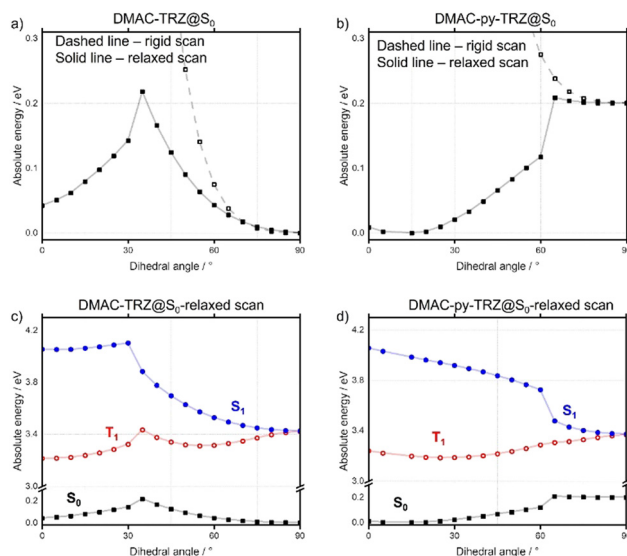 DMAC-TRZ@S₀
a)
Dashed line – rigid scan
Solid line – relaxed scan
Absolute energy / eV
0.3
0.2
0.1
0.0
0
30
60
90
Dihedral angle / °
DMAC-py-TRZ@S₀
b)
Dashed line – rigid scan
Solid line – relaxed scan
Absolute energy / eV
0.3
0.2
0.1
0.0
0
30
60
90
Dihedral angle / °
DMAC-TRZ@S₀-relaxed scan
c)
Absolute energy / eV
4.2
3.8
3.4
3.0
0.2
0.0
S₁
T₁
S₀
0
30
60
90
Dihedral angle / °
DMAC-py-TRZ@S₀-relaxed scan
d)
Absolute energy / eV
4.2
3.8
3.4
3.0
0.2
0.0
S₁
T₁
S₀
0
30
60
90
Dihedral angle / °